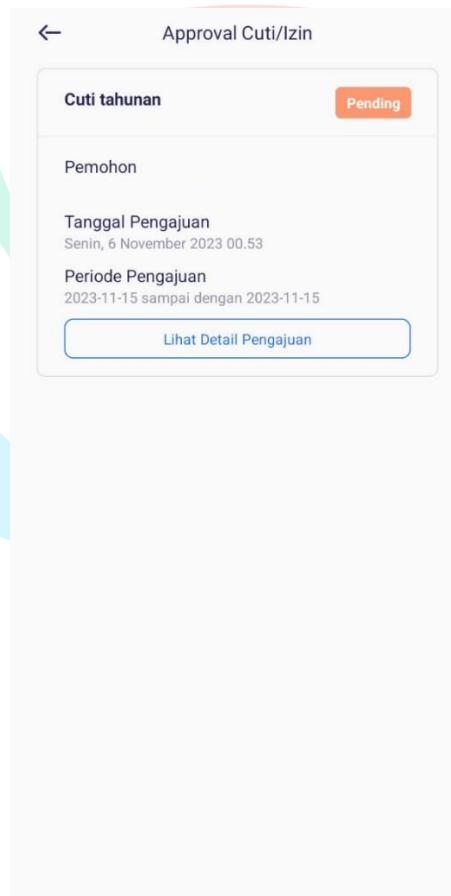 Approval Cuti/Izin
Cuti tahunan
Pending
Pemohon
Tanggal Pengajuan
Senin, 6 November 2023 00.53
Periode Pengajuan
2023-11-15 sampai dengan 2023-11-15
Lihat Detail Pengajuan